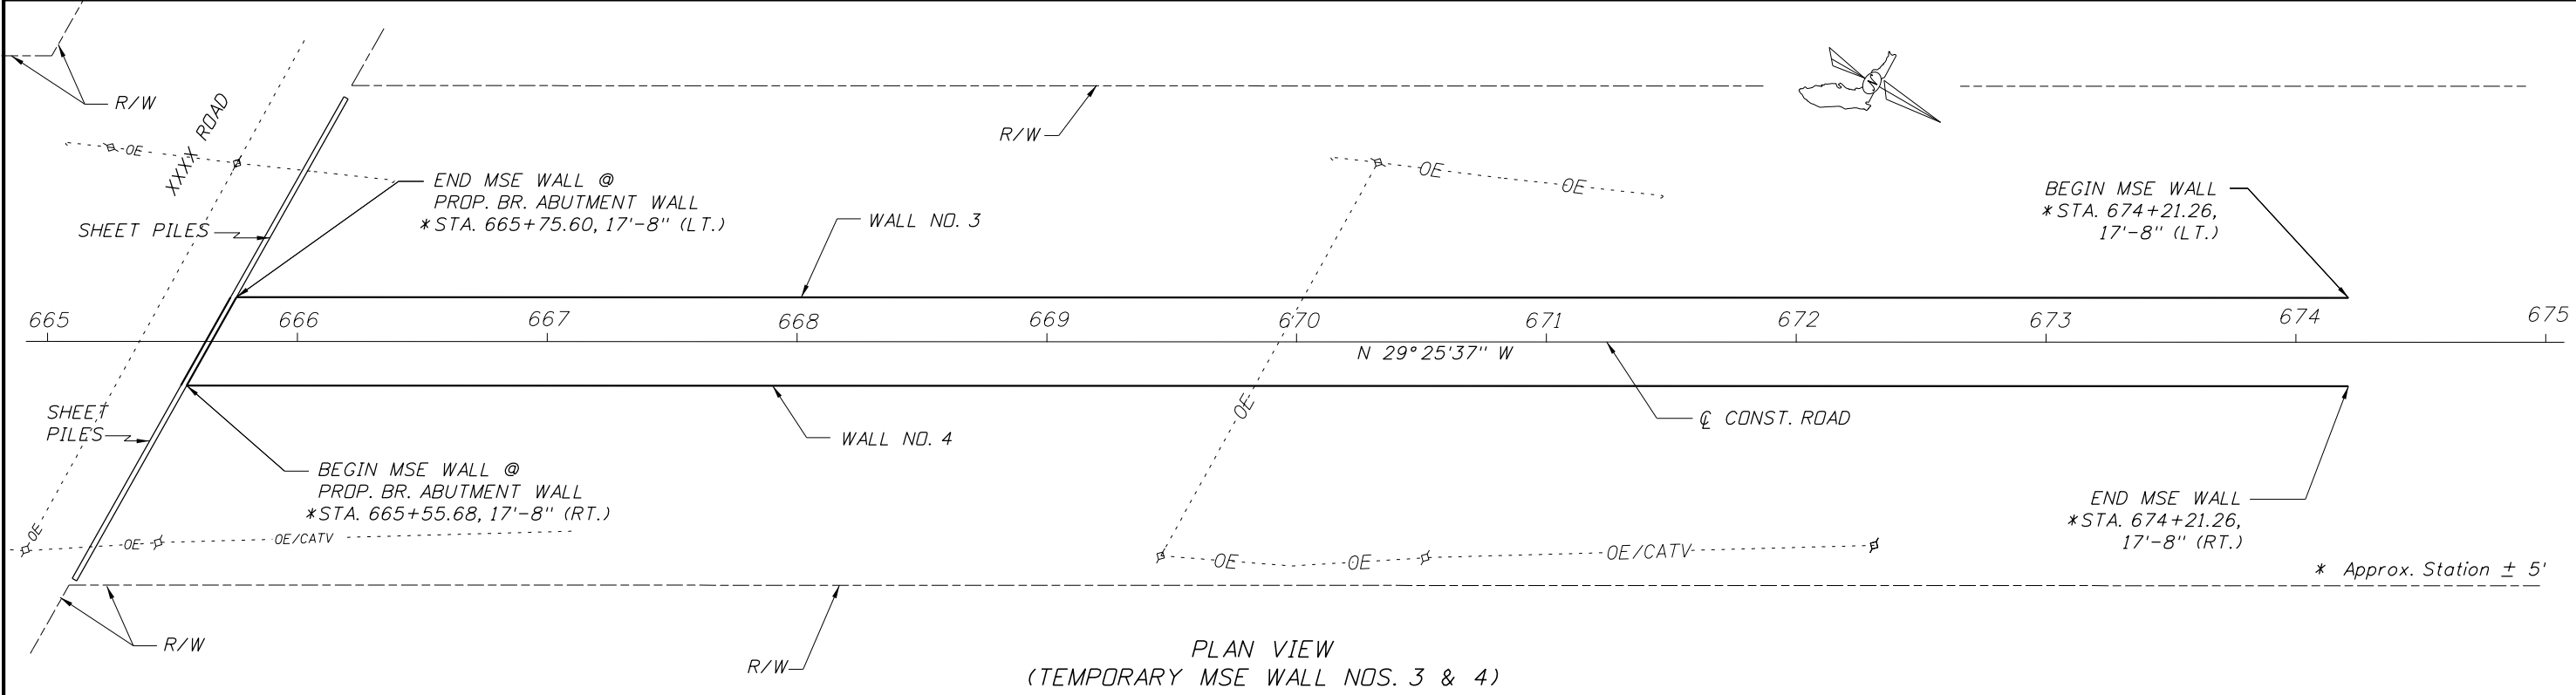 R/W
XXXX ROAD
OE
R/W
N
END MSE WALL @
PROP. BR. ABUTMENT WALL
*STA. 665+75.60, 17'-8" (LT.)
SHEET PILES
WALL NO. 3
OE
OE
BEGIN MSE WALL
*STA. 674+21.26,
17'-8" (LT.)
665 666 667 668 669 670 671 672 673 674 675
N 29°25'37" W
SHEET
PILES
OE
WALL NO. 4
℄ CONST. ROAD
BEGIN MSE WALL @
PROP. BR. ABUTMENT WALL
*STA. 665+55.68, 17'-8" (RT.)
END MSE WALL
*STA. 674+21.26,
17'-8" (RT.)
OE
OE
OE/CATV
OE
OE
OE/CATV
* Approx. Station ± 5'
R/W
R/W
PLAN VIEW
(TEMPORARY MSE WALL NOS. 3 & 4)